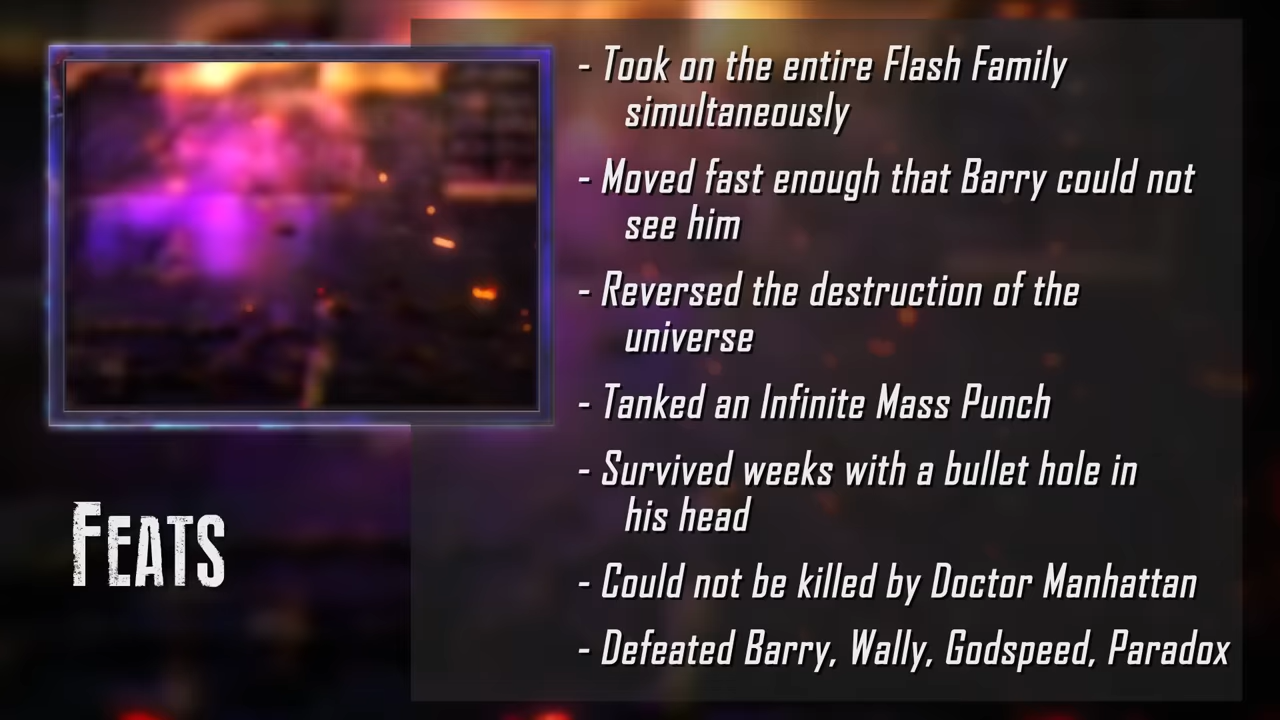 - Took on the entire Flash Family
simultaneously
- Moved fast enough that Barry could not
see him
- Reversed the destruction of the
universe
- Tanked an Infinite Mass Punch
- Survived weeks with a bullet hole in
his head
- Could not be killed by Doctor Manhattan
- Defeated Barry, Wally, Godspeed, Paradox
Feats